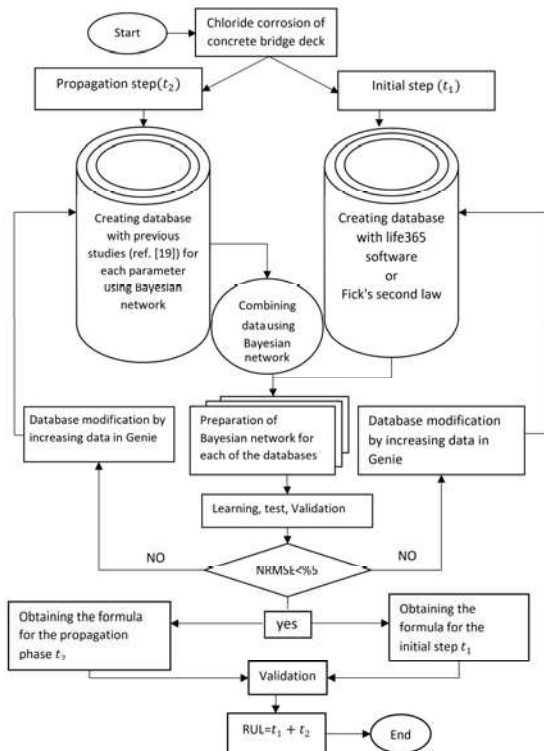 Start
Chloride corrosion of
concrete bridge deck
Propagation step(t₂)
Initial step (t₁)
Creating database
with previous
studies (ref. [19]) for
each parameter
using Bayesian
network
Creating database
with life365
software
or
Fick's second law
Combining
data using
Bayesian
network
Database modification by
increasing data in Genie
Preparation of
Bayesian network for
each of the databases
Database modification
by increasing data in
Genie
Learning, test, Validation
NO
NRMSE<%5
NO
Obtaining the formula
for the propagation
phase t₂
yes
Obtaining the
formula for the
initial step t₁
Validation
RUL=t₁ + t₂
End